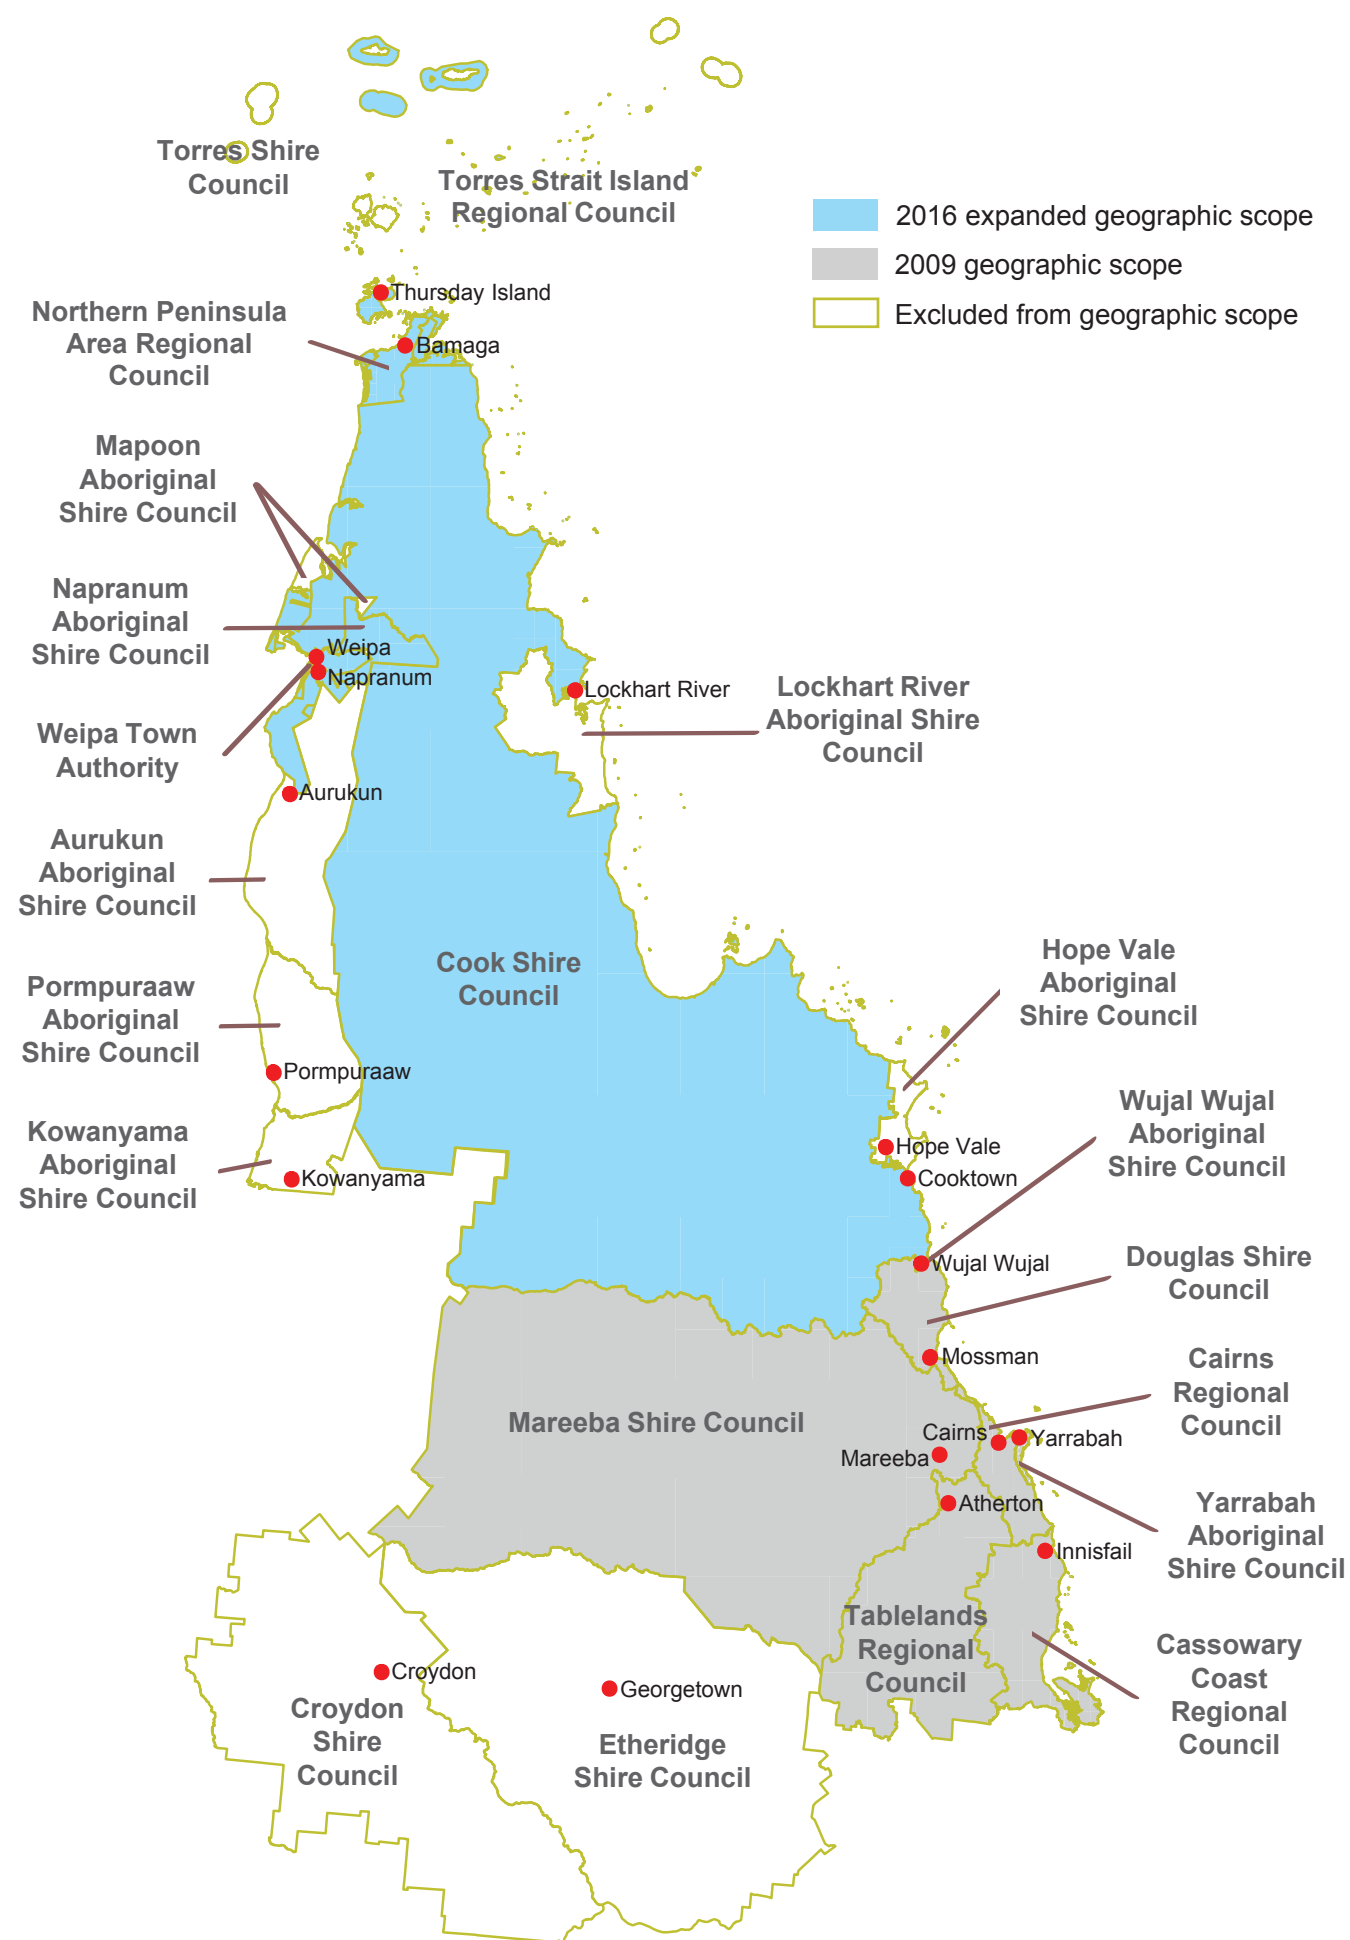 Torres Shire
Council
Torres Strait Island
Regional Council
2016 expanded geographic scope
2009 geographic scope
Excluded from geographic scope
Thursday Island
Northern Peninsula
Area Regional
Council
Bamaga
Mapoon
Aboriginal
Shire Council
Napranum
Aboriginal
Shire Council
Weipa
Napranum
Lockhart River
Lockhart River
Aboriginal Shire
Council
Weipa Town
Authority
Aurukun
Aurukun
Aboriginal
Shire Council
Cook Shire
Council
Hope Vale
Aboriginal
Shire Council
Pormpuraaw
Aboriginal
Shire Council
Pormpuraaw
Wujal Wujal
Aboriginal
Shire Council
Kowanyama
Aboriginal
Shire Council
Hope Vale
Kowanyama
Cooktown
Wujal Wujal
Douglas Shire
Council
Mossman
Cairns
Regional
Council
Mareeba Shire Council
Cairns
Yarrabah
Mareeba
Atherton
Yarrabah
Aboriginal
Shire Council
Innisfail
Tablelands
Regional
Council
Cassowary
Coast
Regional
Council
Croydon
Georgetown
Croydon
Shire
Council
Etheridge
Shire Council